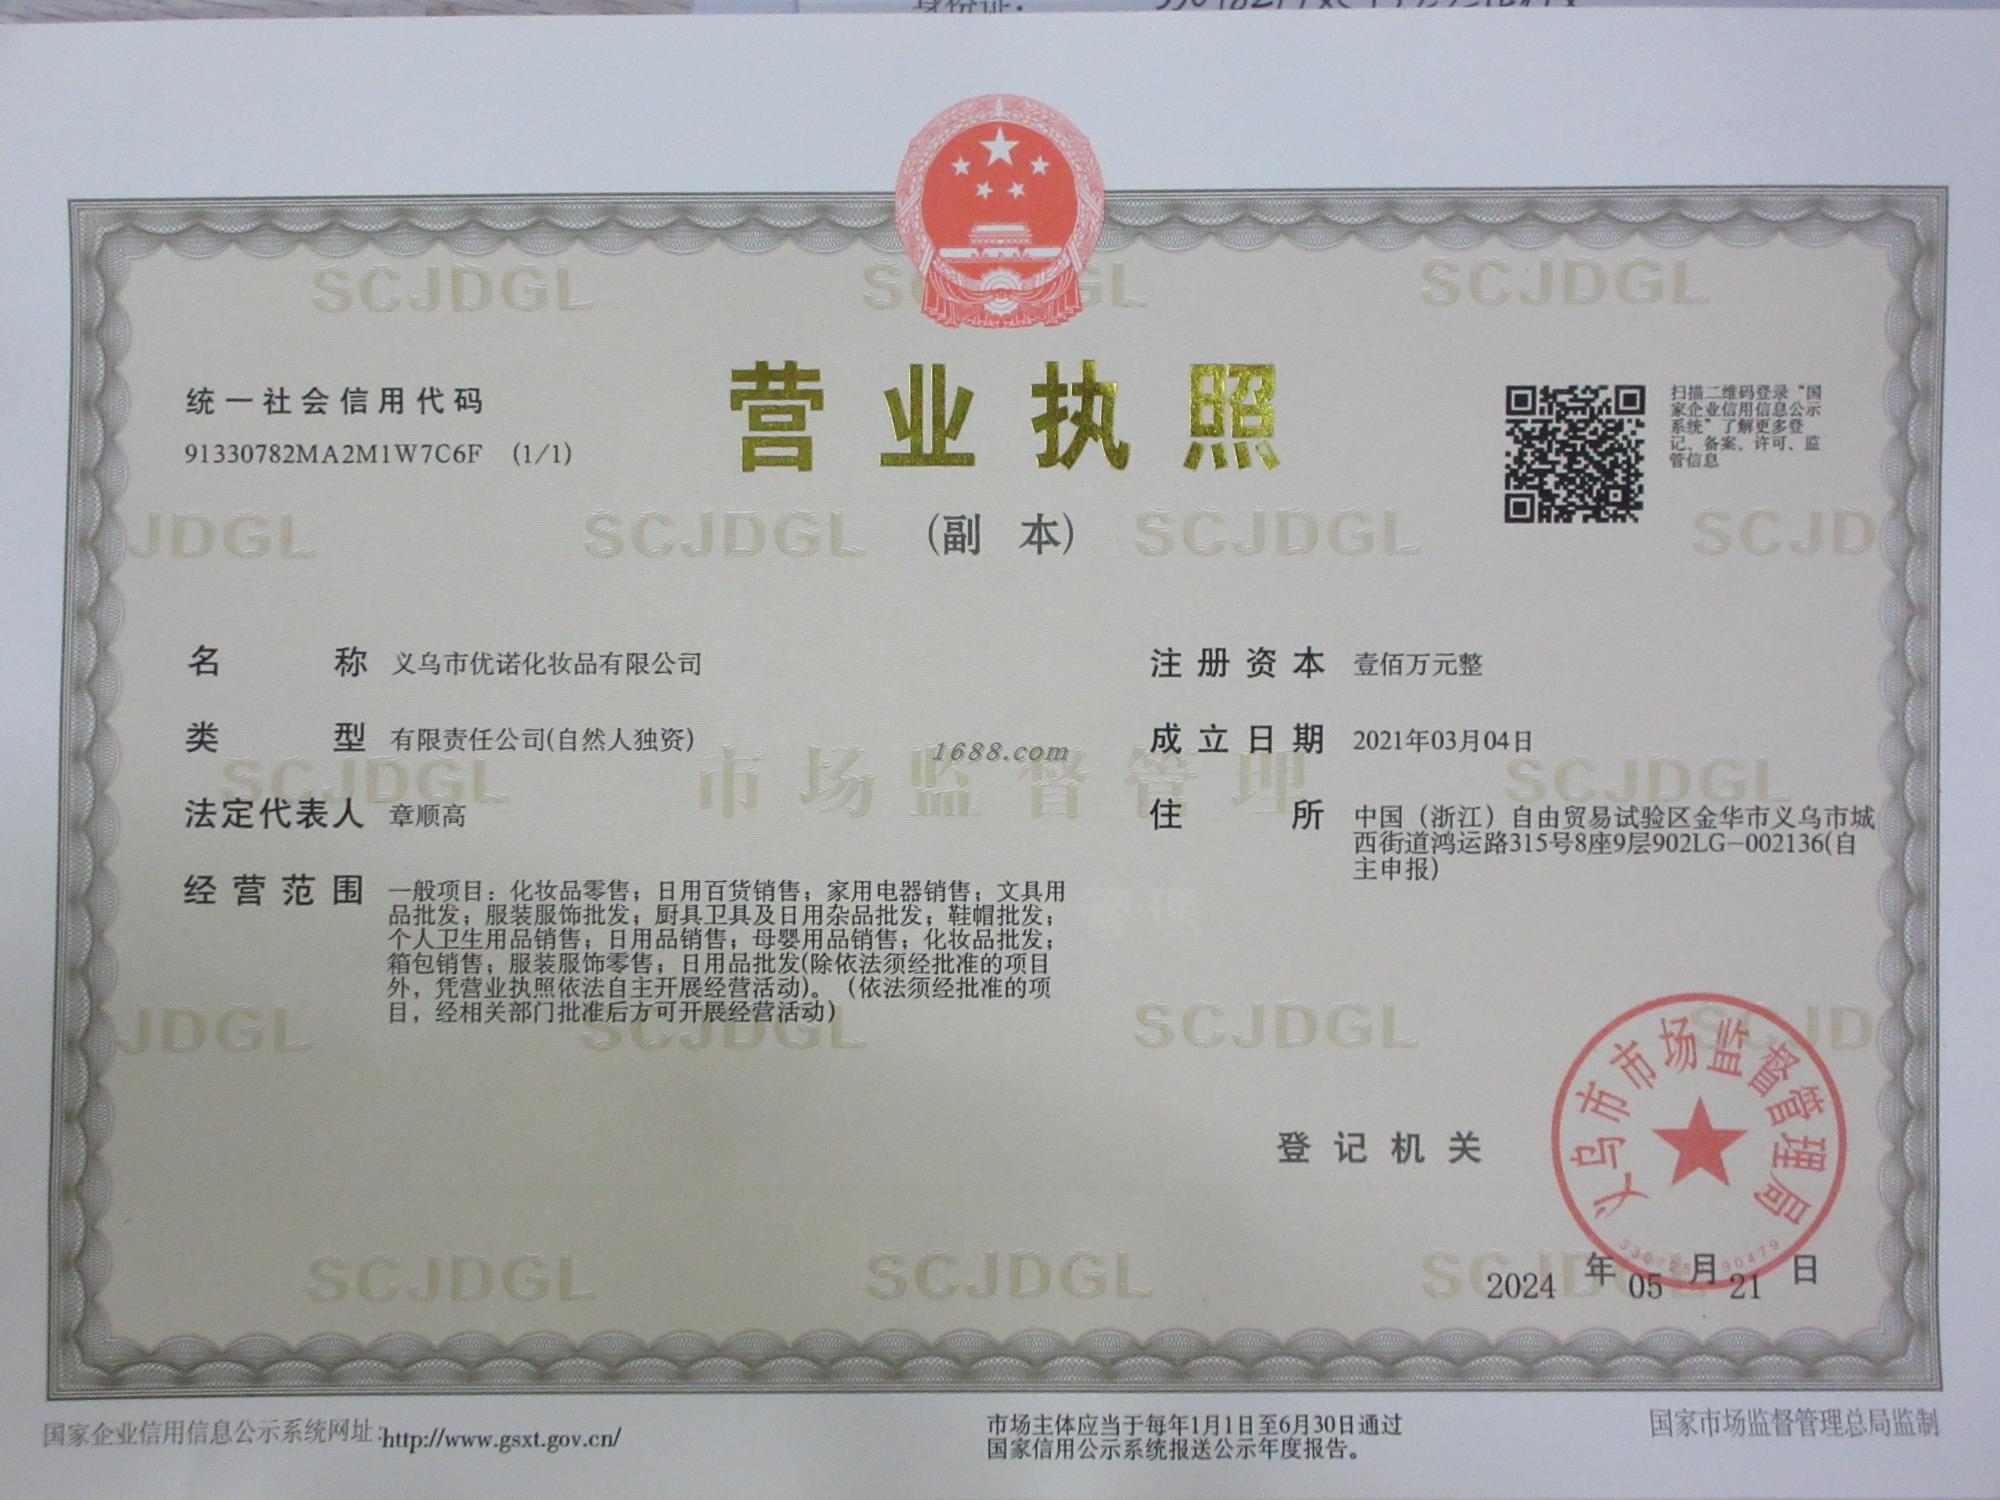 身份证：
统一社会信用代码
91330782MA2M1W7C6F (1/1)
营业执照
(副 本)
扫描二维码登录“国
家企业信用信息公示
系统”了解更多登
记、备案、许可、监
管信息
名 称 义乌市优诺化妆品有限公司
类 型 有限责任公司(自然人独资)
法定代表人 章顺高
经营范围 一般项目：化妆品零售；日用百货销售；家用电器销售；文具用
品批发；服装服饰批发；厨具卫具及日用杂品批发；鞋帽批发；
个人卫生用品销售；日用品销售；母婴用品销售；化妆品批发；
箱包销售；服装服饰零售；日用品批发(除依法须经批准的项目
外，凭营业执照依法自主开展经营活动)。（依法须经批准的项
目，经相关部门批准后方可开展经营活动）
注册资本 壹佰万元整
成立日期 2021年03月04日
住 所 中国（浙江）自由贸易试验区金华市义乌市城
西街道鸿运路315号8座9层902LG-002136(自
主申报)
1688.com
SCJDGL
市场监督管理
登记机关
义乌市市场监督管理局
2024 年 05 月 21 日
国家企业信用信息公示系统网址:http://www.gsxt.gov.cn/
市场主体应当于每年1月1日至6月30日通过
国家信用公示系统报送公示年度报告。
国家市场监督管理总局监制